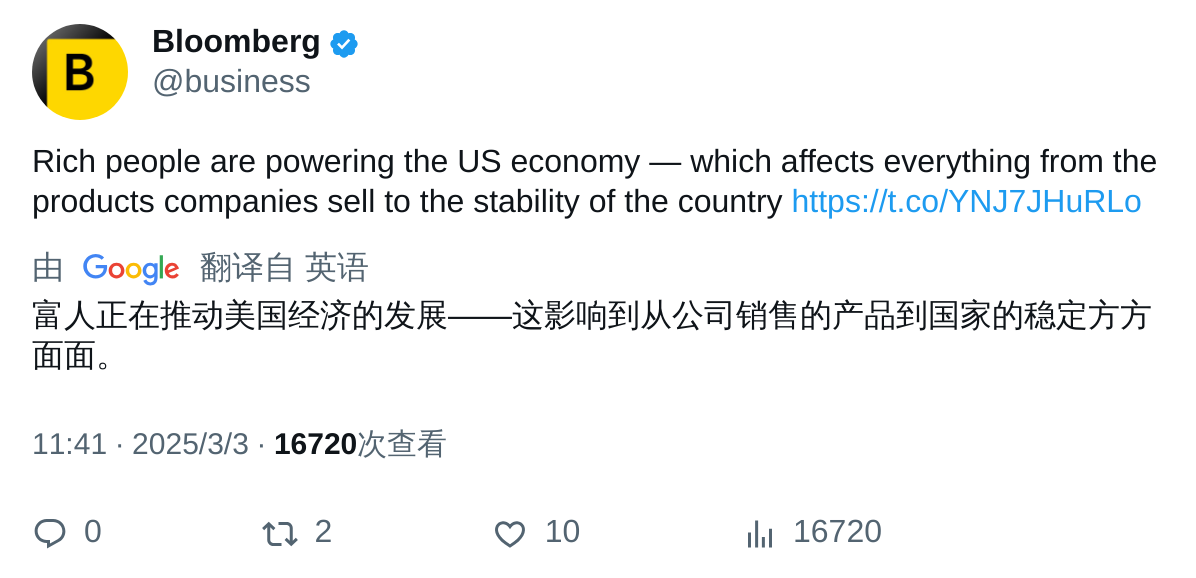 B
Bloomberg
@business
Rich people are powering the US economy — which affects everything from the
products companies sell to the stability of the country https://t.co/YNJ7JHuRLo
由 Google 翻译自 英语
富人正在推动美国经济的发展——这影响到从公司销售的产品到国家的稳定方方
面面。
11:41 · 2025/3/3 · 16720次查看
0 2 10 16720